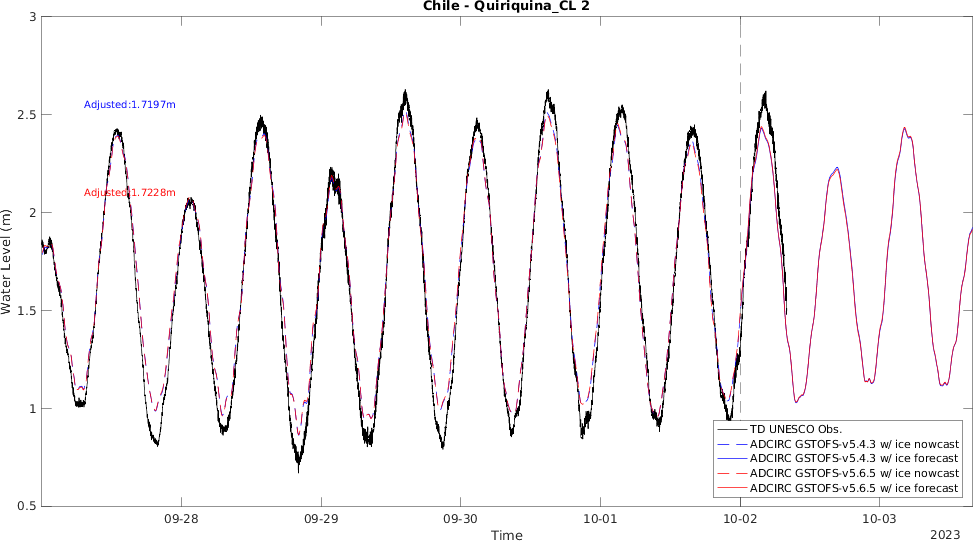 Chile - Quiriquina_CL 2
3
Adjusted:1.7197m
2.5
Adjusted:1.7228m
2
Water Level (m)
1.5
1
TD UNESCO Obs.
ADCIRC GSTOFS-v5.4.3 w/ ice nowcast
ADCIRC GSTOFS-v5.4.3 w/ ice forecast
ADCIRC GSTOFS-v5.6.5 w/ ice nowcast
ADCIRC GSTOFS-v5.6.5 w/ ice forecast
0.5
09-28
09-29
09-30
10-01
10-02
10-03
Time
2023